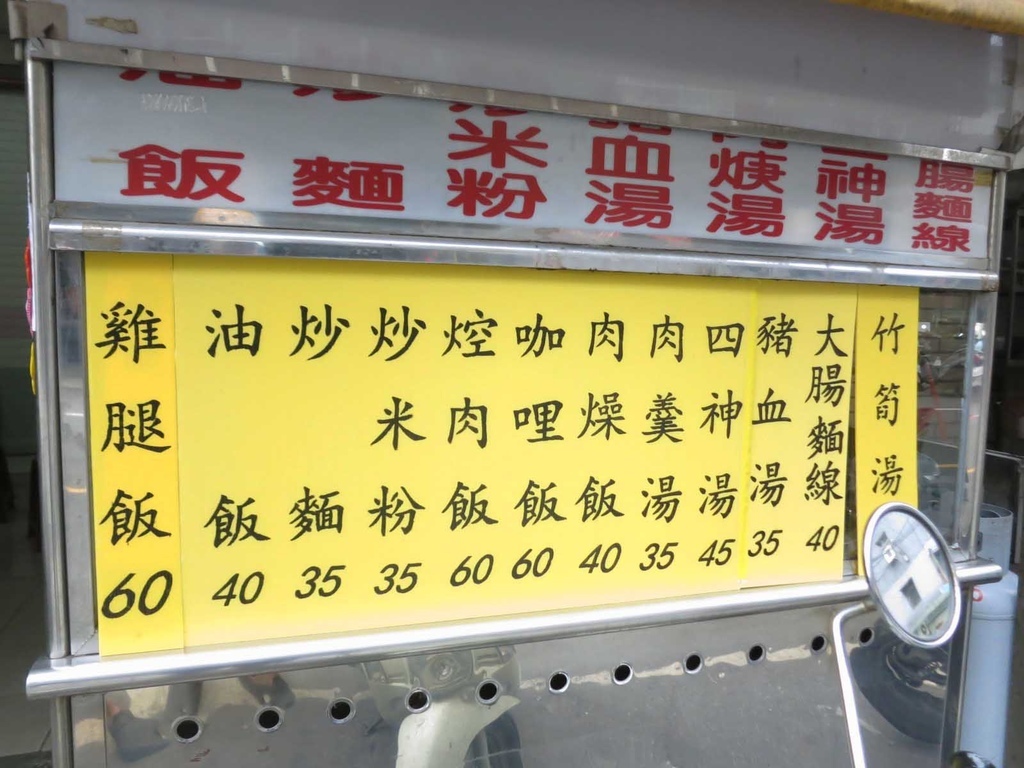 飯
麵
米粉
血湯
焿湯
神湯
腸麵線
雞腿飯 60
油飯 40
炒麵 35
炒米粉 35
焢肉飯 60
咖哩飯 60
肉燥飯 40
肉羹湯 35
四神湯 45
豬血湯 35
大腸麵線 40
竹筍湯